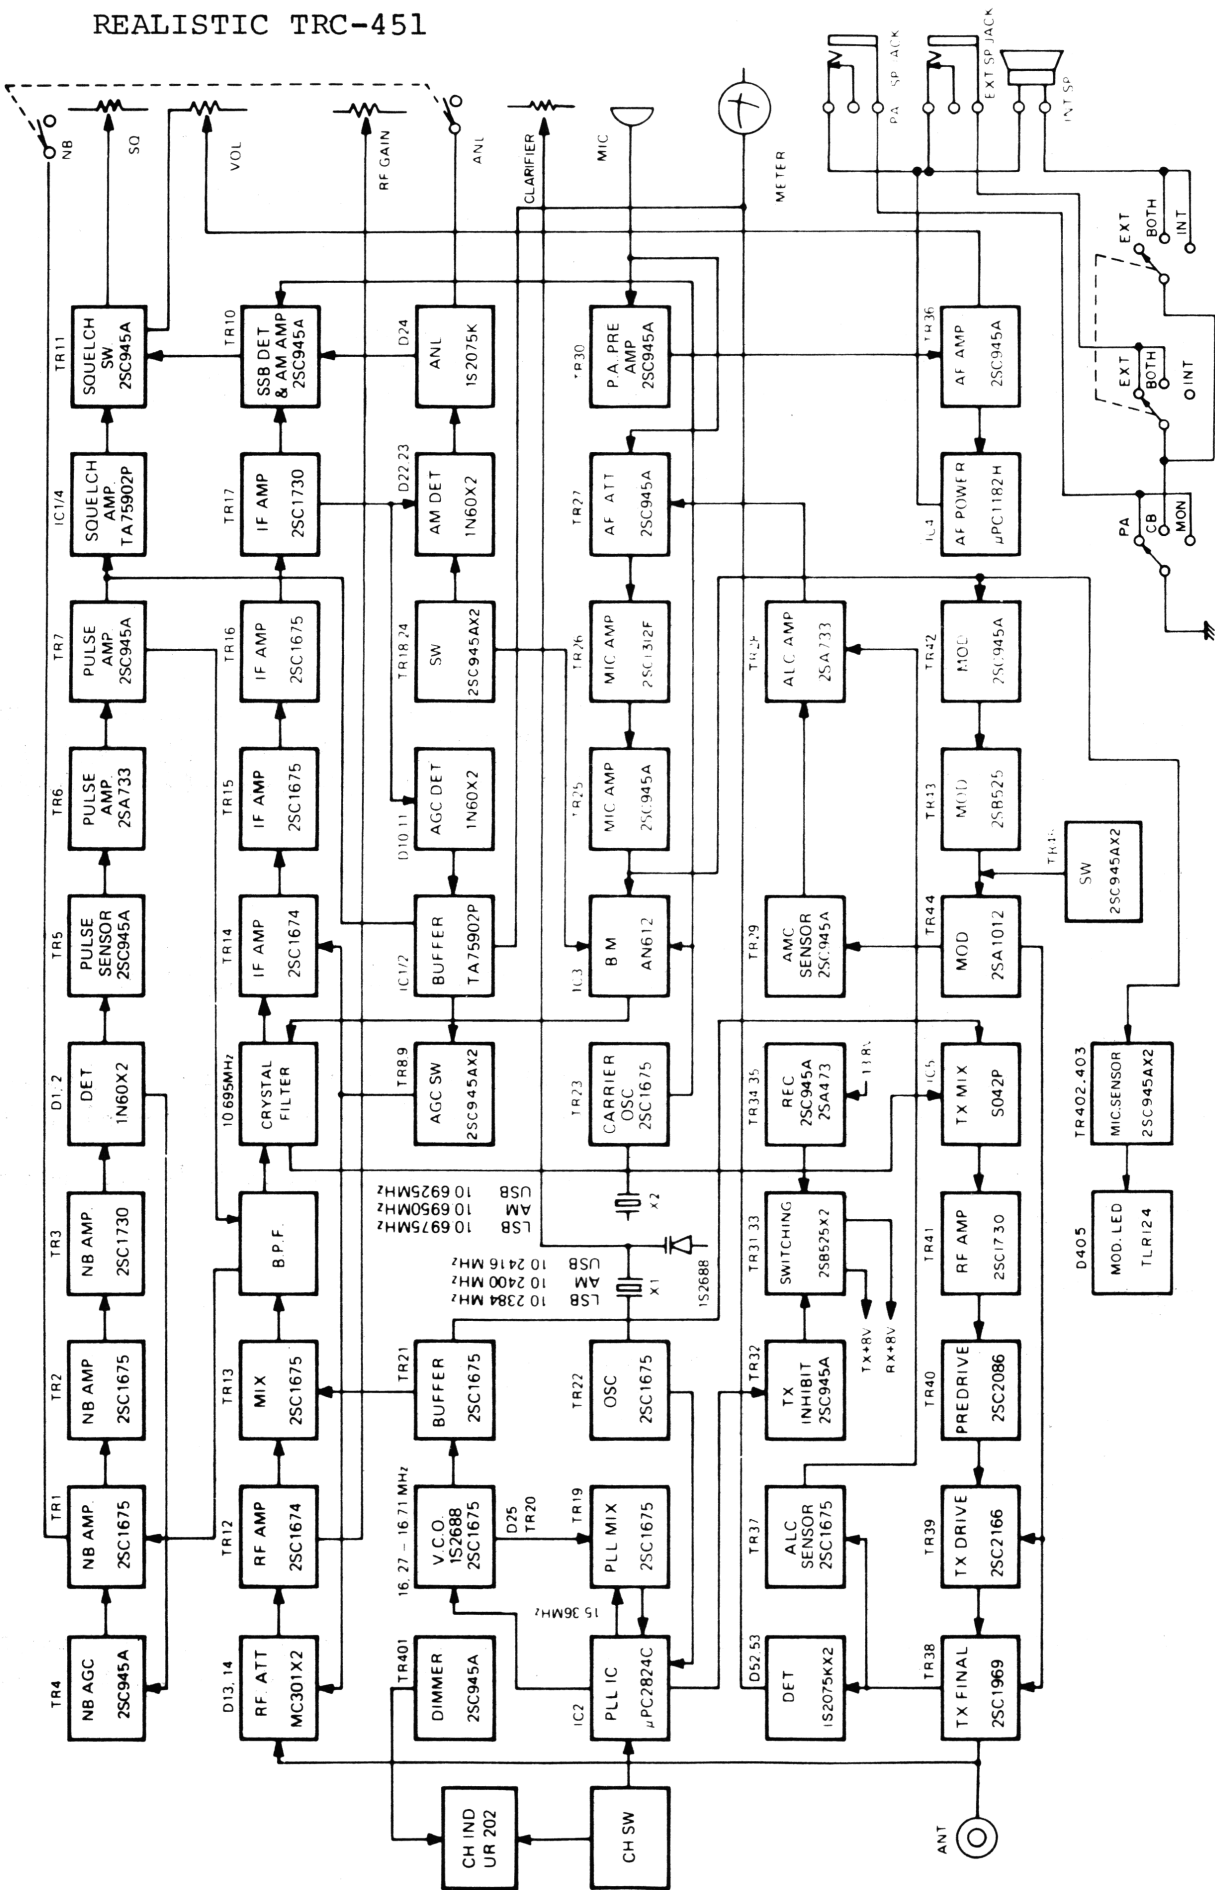 REALISTIC TRC-451
NB
SQ
VOL
RF GAIN
ANL
CLARIFIER
MIC
METER
PA SP JACK
EXT SP JACK
INT SP
TR4
NB AGC
2SC945A
TR1
NB AMP.
2SC1675
TR2
NB AMP
2SC1675
TR3
NB AMP.
2SC1730
D1, 2
DET
1N60X2
TR5
PULSE
SENSOR
2SC945A
TR6
PULSE
AMP.
2SA733
TR7
PULSE
AMP
2SC945A
IC1/4
SQUELCH
AMP.
TA75902P
TR11
SQUELCH
SW
2SC945A
D13, 14
RF. ATT
MC301X2
TR12
RF AMP
2SC1674
TR13
MIX
2SC1675
B.P.F.
10 695MHz
CRYSTAL
FILTER
TR14
IF AMP
2SC1674
TR15
IF AMP
2SC1675
TR16
IF AMP
2SC1675
TR17
IF AMP
2SC1730
TR10
SSB DET
& AM AMP
2SC945A
CH IND
UR 202
TR401
DIMMER
2SC945A
16. 27 – 16 71 MHz
V.C.O.
1S2688
2SC1675
D25
TR20
TR21
BUFFER
2SC1675
LSB 10 2384 MHz
AM 10 2400 MHz
USB 10 2416 MHz
LSB 10 6975MHz
AM 10 6950MHz
USB 10 6925MHz
TR8.9
AGC SW
2SC945AX2
IC1/2
BUFFER
TA75902P
D10 11
AGC DET
1N60X2
TR18 24
SW
2SC945AX2
D22 23
AM DET
1N60X2
D24
ANL
1S2075K
CH SW
IC2
PLL IC
μPC2824C
15 36MHz
TR19
PLL MIX
2SC1675
TR22
OSC
2SC1675
X1
1S2688
X2
TR23
CARRIER
OSC
2SC1675
IC3
B M
AN612
TR25
MIC AMP
2SC945A
TR26
MIC AMP
2SC1312F
TR27
AF ATT
2SC945A
TR30
P.A. PRE
AMP
2SC945A
D52.53
DET
1S2075KX2
TR37
ALC
SENSOR
2SC1675
TR32
TX
INHIBIT
2SC945A
TR31 33
SWITCHING
2SB525X2
TX+8V
RX+8V
TR34 35
REC
2SC945A
2SA473
13.8V
TR29
AMC
SENSOR
2SC945A
ALC AMP
2SA733
IC4
AF POWER
μPC1182H
TR36
AF AMP
2SC945A
ANT
TR38
TX FINAL
2SC1969
TR39
TX DRIVE
2SC2166
TR40
PREDRIVE
2SC2086
TR41
RF AMP
2SC1730
IC5
TX MIX
S042P
TR44
MOD
2SA1012
MOD
2SB525
TR42
MOD
2SC945A
SW
2SC945AX2
D405
MOD. LED
TLR124
TR402.403
MIC.SENSOR
2SC945AX2
PA
CB
MON
EXT
BOTH
INT
EXT
BOTH
INT